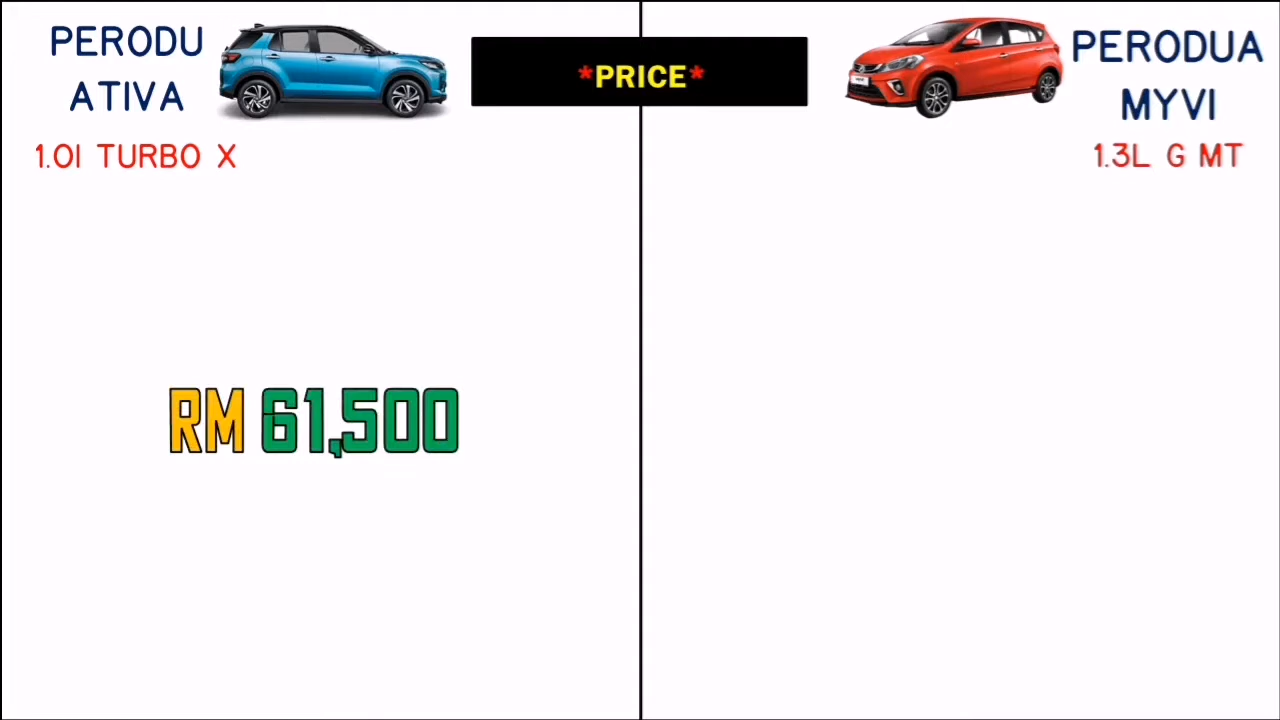 PERODU
ATIVA
1.0l TURBO X
*PRICE*
PERODUA
MYVI
1.3L G MT
RM 61,500